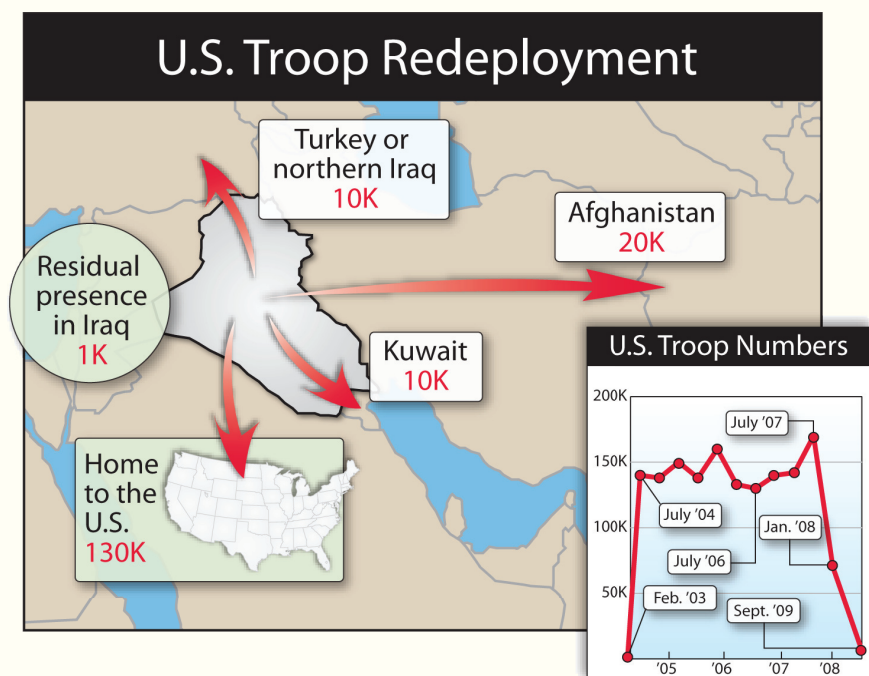 U.S. Troop Redeployment
Turkey or
northern Iraq
10K
Afghanistan
20K
Residual
presence
in Iraq
1K
Kuwait
10K
Home
to the
U.S.
130K
U.S. Troop Numbers
200K
July ’07
150K
July ’04
100K
Jan. ’08
July ’06
50K
Feb. ’03
Sept. ’09
’05
’06
’07
’08